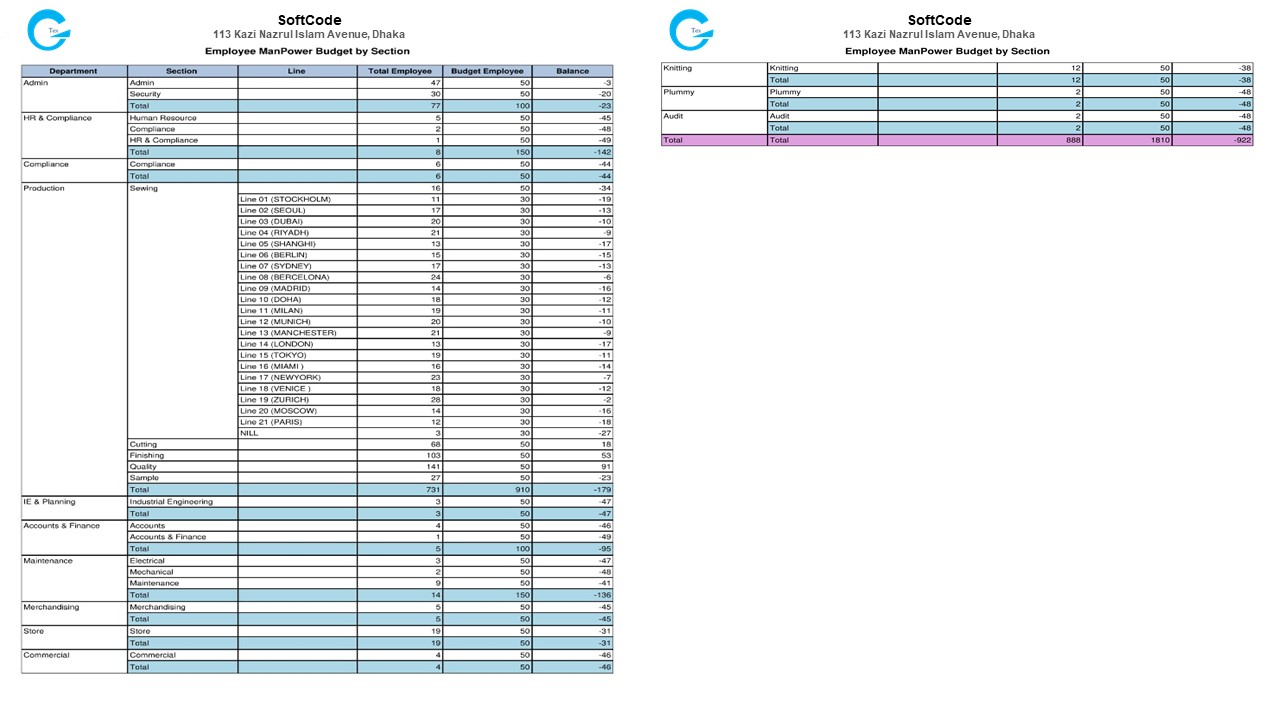 Tex
SoftCode
113 Kazi Nazrul Islam Avenue, Dhaka
Employee ManPower Budget by Section
Department Section Line Total Employee Budget Employee Balance
Admin Admin 47 50 -3
Security 30 50 -20
Total 77 100 -23
HR & Compliance Human Resource 5 50 -45
Compliance 2 50 -48
HR & Compliance 1 50 -49
Total 8 150 -142
Compliance Compliance 6 50 -44
Total 6 50 -44
Production Sewing 16 50 -34
Line 01 (STOCKHOLM) 11 30 -19
Line 02 (SEOUL) 17 30 -13
Line 03 (DUBAI) 20 30 -10
Line 04 (RIYADH) 21 30 -9
Line 05 (SHANGHI) 13 30 -17
Line 06 (BERLIN) 15 30 -15
Line 07 (SYDNEY) 17 30 -13
Line 08 (BERCELONA) 24 30 -6
Line 09 (MADRID) 14 30 -16
Line 10 (DOHA) 18 30 -12
Line 11 (MILAN) 19 30 -11
Line 12 (MUNICH) 20 30 -10
Line 13 (MANCHESTER) 21 30 -9
Line 14 (LONDON) 13 30 -17
Line 15 (TOKYO) 19 30 -11
Line 16 (MIAMI ) 16 30 -14
Line 17 (NEWYORK) 23 30 -7
Line 18 (VENICE ) 18 30 -12
Line 19 (ZURICH) 28 30 -2
Line 20 (MOSCOW) 14 30 -16
Line 21 (PARIS) 12 30 -18
NILL 3 30 -27
Cutting 68 50 18
Finishing 103 50 53
Quality 141 50 91
Sample 27 50 -23
Total 731 910 -179
IE & Planning Industrial Engineering 3 50 -47
Total 3 50 -47
Accounts & Finance Accounts 4 50 -46
Accounts & Finance 1 50 -49
Total 5 100 -95
Maintenance Electrical 3 50 -47
Mechanical 2 50 -48
Maintenance 9 50 -41
Total 14 150 -136
Merchandising Merchandising 5 50 -45
Total 5 50 -45
Store Store 19 50 -31
Total 19 50 -31
Commercial Commercial 4 50 -46
Total 4 50 -46
Tex
SoftCode
113 Kazi Nazrul Islam Avenue, Dhaka
Employee ManPower Budget by Section
Knitting Knitting 12 50 -38
Total 12 50 -38
Plummy Plummy 2 50 -48
Total 2 50 -48
Audit Audit 2 50 -48
Total 2 50 -48
Total Total 888 1810 -922